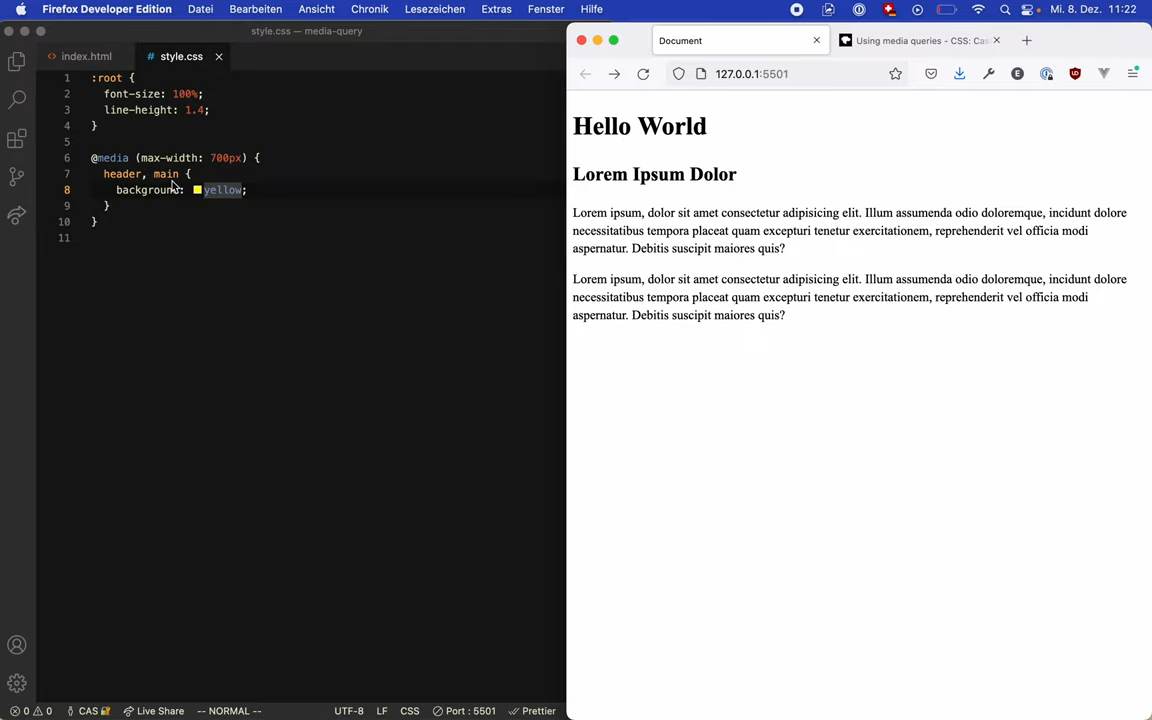 Firefox Developer Edition Datei Bearbeiten Ansicht Chronik Lesezeichen Extras Fenster Hilfe Mi. 8. Dez. 11:22
style.css — media-query
index.html # style.css
1 :root {
2 font-size: 100%;
3 line-height: 1.4;
4 }
5
6 @media (max-width: 700px) {
7 header, main {
8 background: yellow;
9 }
10 }
11
0 0 CAS Live Share -- NORMAL -- UTF-8 LF CSS Port : 5501 Prettier
Document Using media queries - CSS: Cas
127.0.0.1:5501
Hello World
Lorem Ipsum Dolor
Lorem ipsum, dolor sit amet consectetur adipisicing elit. Illum assumenda odio doloremque, incidunt dolore
necessitatibus tempora placeat quam excepturi tenetur exercitationem, reprehenderit vel officia modi
aspernatur. Debitis suscipit maiores quis?
Lorem ipsum, dolor sit amet consectetur adipisicing elit. Illum assumenda odio doloremque, incidunt dolore
necessitatibus tempora placeat quam excepturi tenetur exercitationem, reprehenderit vel officia modi
aspernatur. Debitis suscipit maiores quis?